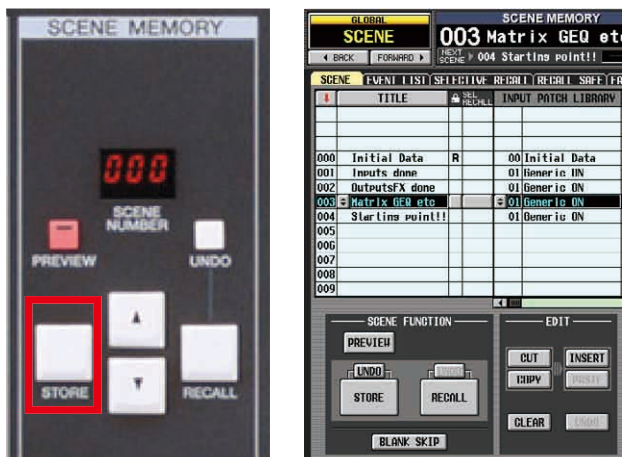 SCENE MEMORY
000
SCENE
NUMBER
PREVIEW
UNDO
STORE
RECALL
GLOBAL
SCENE
SCENE MEMORY
003 Matrix GEQ etc
BACK
FORWARD
NEXT
SCENE
004 Starting point!!
SCENE
EVENT LIST
SELECTIVE RECALL
RECALL SAFE
FA
TITLE
SEL
RECALL
INPUT PATCH LIBRARY
000 Initial Data R 00 Initial Data
001 Inputs done 01 Generic ON
002 OutputsFX done 01 Generic ON
003 Matrix GEQ etc 01 Generic ON
004 Starting point!! 01 Generic ON
005
006
007
008
009
SCENE FUNCTION
PREVIEW
UNDO
UNDO
STORE
RECALL
BLANK SKIP
EDIT
CUT
INSERT
COPY
PASTE
CLEAR
UNDO